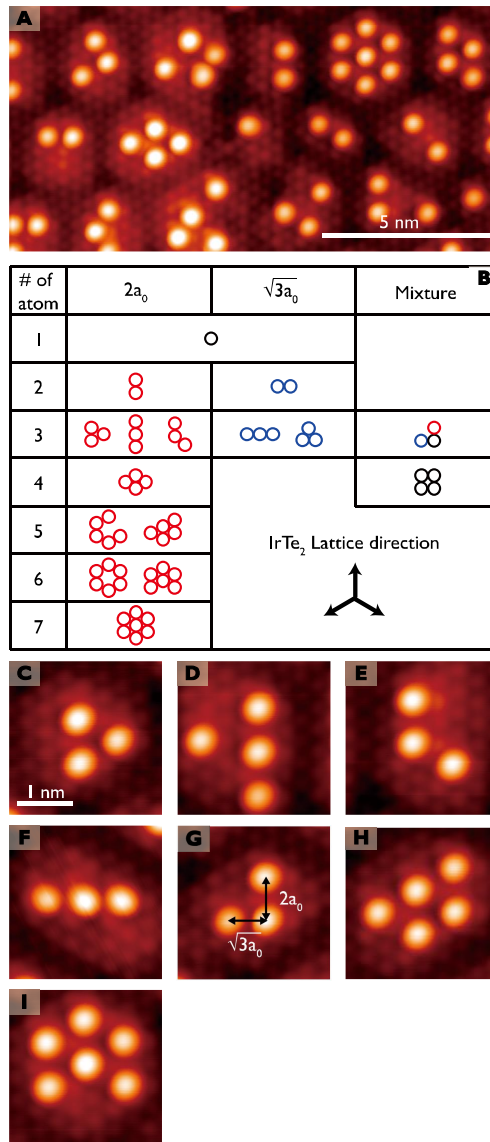 A
5 nm
B
# of atom 2a₀ √3a₀ Mixture
1
2
3
4
5
6
7
IrTe₂ Lattice direction
C D E
1 nm
F G H
2a₀
√3a₀
I